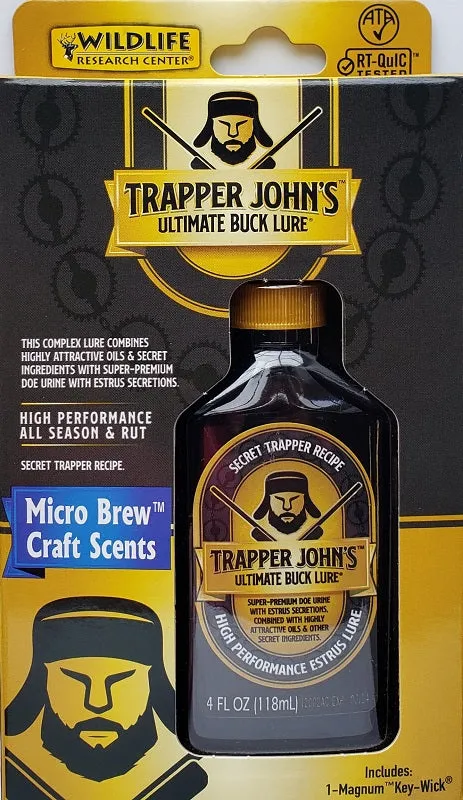 WILDLIFE
RESEARCH CENTER®
ATA
RT-QuIC™
TESTED
TRAPPER JOHN'S™
ULTIMATE BUCK LURE®
THIS COMPLEX LURE COMBINES
HIGHLY ATTRACTIVE OILS & SECRET
INGREDIENTS WITH SUPER-PREMIUM
DOE URINE WITH ESTRUS SECRETIONS.
HIGH PERFORMANCE
ALL SEASON & RUT
SECRET TRAPPER RECIPE.
Micro Brew™
Craft Scents
SECRET TRAPPER RECIPE
TRAPPER JOHN'S™
ULTIMATE BUCK LURE®
SUPER-PREMIUM DOE URINE
WITH ESTRUS SECRETIONS,
COMBINED WITH HIGHLY
ATTRACTIVE OILS & OTHER
SECRET INGREDIENTS.
HIGH PERFORMANCE ESTRUS LURE
4 FL OZ (118mL)
Includes:
1-Magnum™ Key-Wick®